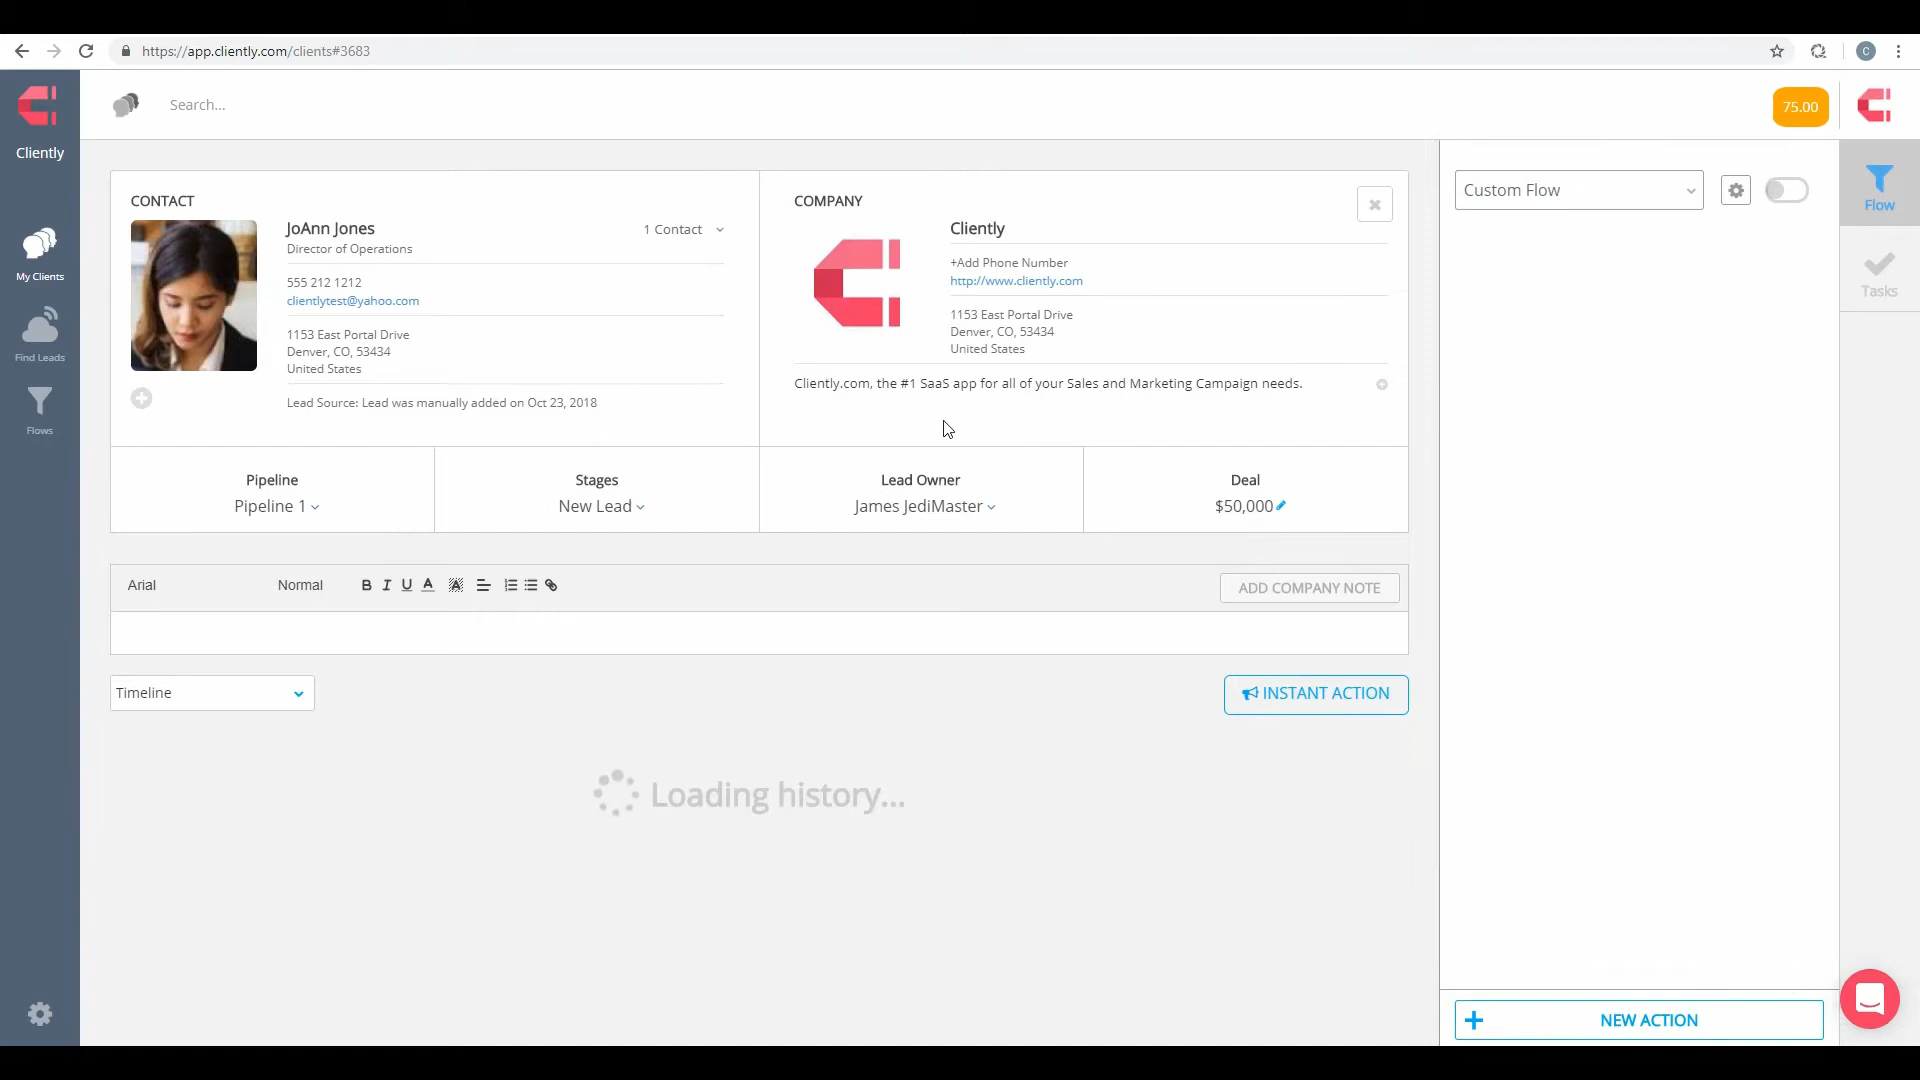 https://app.cliently.com/clients#3683
C
Cliently
Search...
75.00
My Clients
Find Leads
Flows
CONTACT
JoAnn Jones
1 Contact
Director of Operations
555 212 1212
clientlytest@yahoo.com
1153 East Portal Drive
Denver, CO, 53434
United States
Lead Source: Lead was manually added on Oct 23, 2018
COMPANY
Cliently
+Add Phone Number
http://www.cliently.com
1153 East Portal Drive
Denver, CO, 53434
United States
Cliently.com, the #1 SaaS app for all of your Sales and Marketing Campaign needs.
Pipeline
Pipeline 1
Stages
New Lead
Lead Owner
James JediMaster
Deal
$50,000
Arial
Normal
B I U A A
ADD COMPANY NOTE
Timeline
INSTANT ACTION
Loading history...
Custom Flow
Flow
Tasks
NEW ACTION